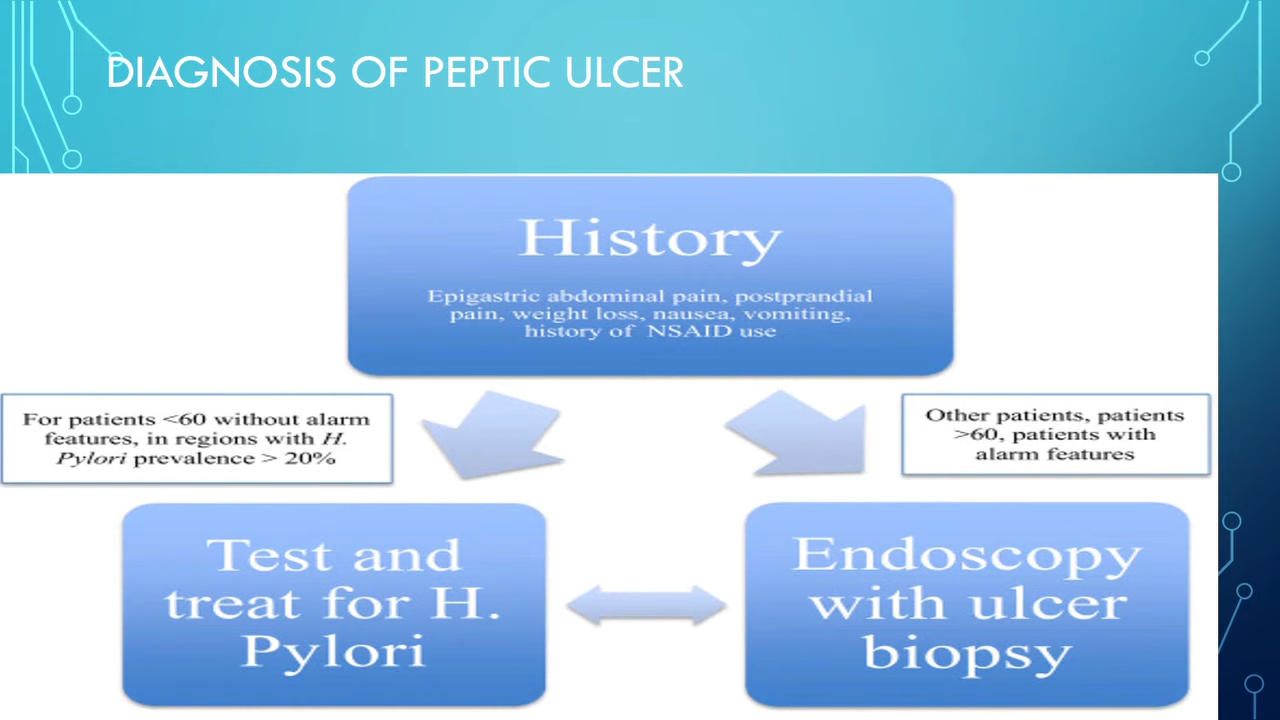 DIAGNOSIS OF PEPTIC ULCER
History
Epigastric abdominal pain, postprandial
pain, weight loss, nausea, vomiting,
history of NSAID use
For patients <60 without alarm
features, in regions with H.
Pylori prevalence > 20%
Other patients, patients
>60, patients with
alarm features
Test and
treat for H.
Pylori
Endoscopy
with ulcer
biopsy